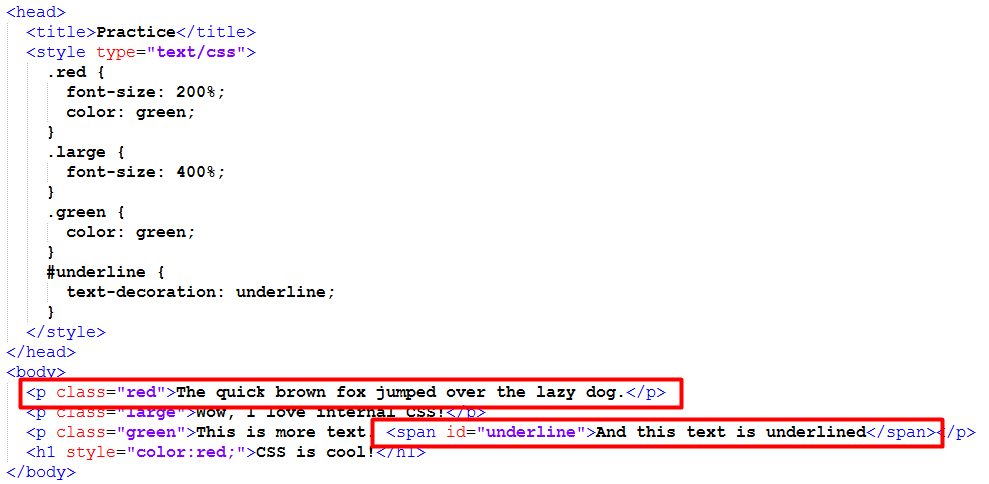 <head>
<title>Practice</title>
<style type="text/css">
.red {
font-size: 200%;
color: green;
}
.large {
font-size: 400%;
}
.green {
color: green;
}
#underline {
text-decoration: underline;
}
</style>
</head>
<body>
<p class="red">The quick brown fox jumped over the lazy dog.</p>
<p class="large">Wow, I love internal CSS!</p>
<p class="green">This is more text. <span id="underline">And this text is underlined</span></p>
<h1 style="color:red;">CSS is cool!</h1>
</body>